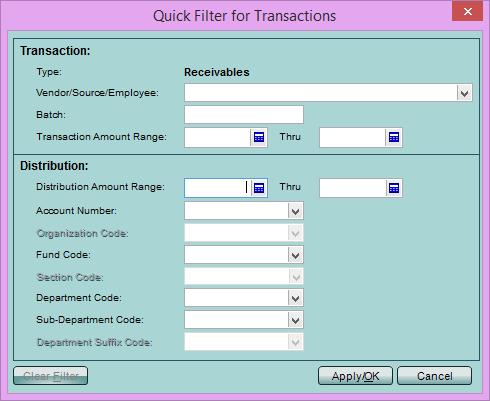 Quick Filter for Transactions
Transaction:
Type: Receivables
Vendor/Source/Employee:
Batch:
Transaction Amount Range: Thru
Distribution:
Distribution Amount Range: Thru
Account Number:
Organization Code:
Fund Code:
Section Code:
Department Code:
Sub-Department Code:
Department Suffix Code:
Clear Filter Apply/OK Cancel